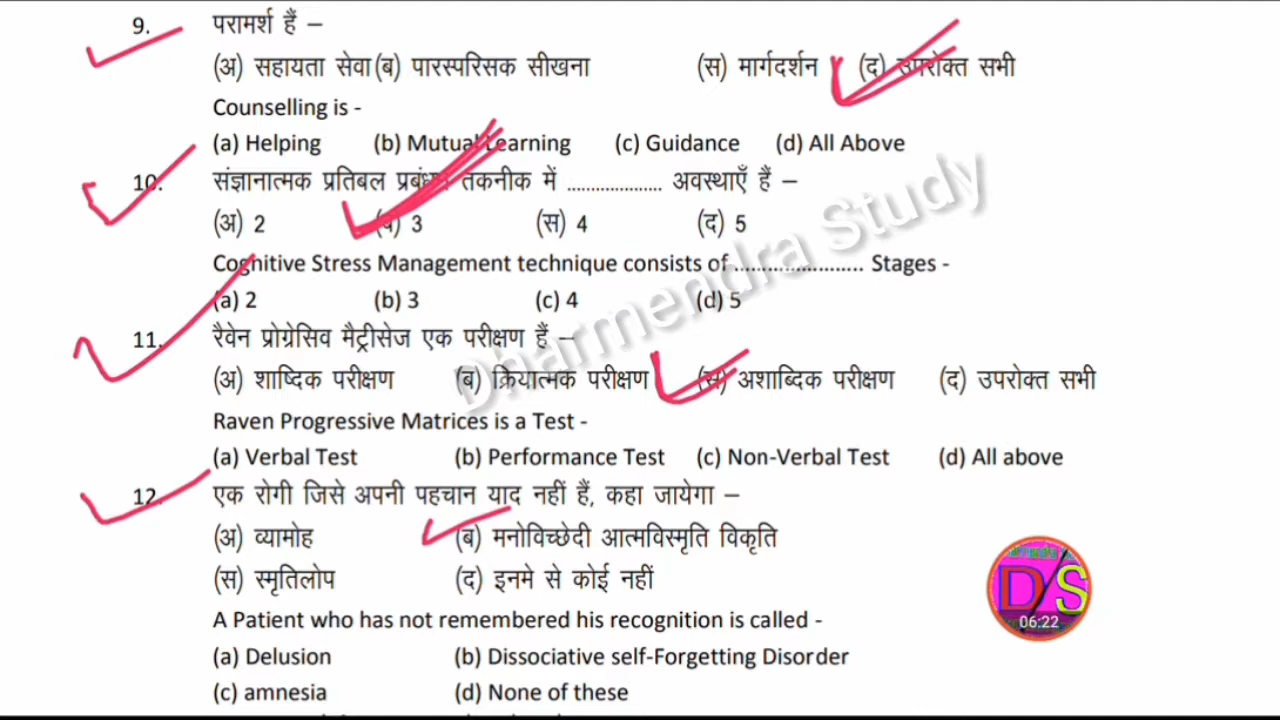 9. परामर्श हैं –
(अ) सहायता सेवा (ब) पारस्परिसक सीखना (स) मार्गदर्शन (द) उपरोक्त सभी
Counselling is -
(a) Helping (b) Mutual Learning (c) Guidance (d) All Above
10. संज्ञानात्मक प्रतिबल प्रबंधन तकनीक में .................... अवस्थाएँ हैं –
(अ) 2 (ब) 3 (स) 4 (द) 5
Cognitive Stress Management technique consists of ...................... Stages -
(a) 2 (b) 3 (c) 4 (d) 5
11. रैवेन प्रोग्रेसिव मैट्रीसेज एक परीक्षण हैं –
(अ) शाष्दिक परीक्षण (ब) क्रियात्मक परीक्षण (स) अशाब्दिक परीक्षण (द) उपरोक्त सभी
Raven Progressive Matrices is a Test -
(a) Verbal Test (b) Performance Test (c) Non-Verbal Test (d) All above
12. एक रोगी जिसे अपनी पहचान याद नहीं हैं, कहा जायेगा –
(अ) व्यामोह (ब) मनोविच्छेदी आत्मविस्मृति विकृति
(स) स्मृतिलोप (द) इनमे से कोई नहीं
A Patient who has not remembered his recognition is called -
(a) Delusion (b) Dissociative self-Forgetting Disorder
(c) amnesia (d) None of these
Dharmendra Study
D/S
06:22